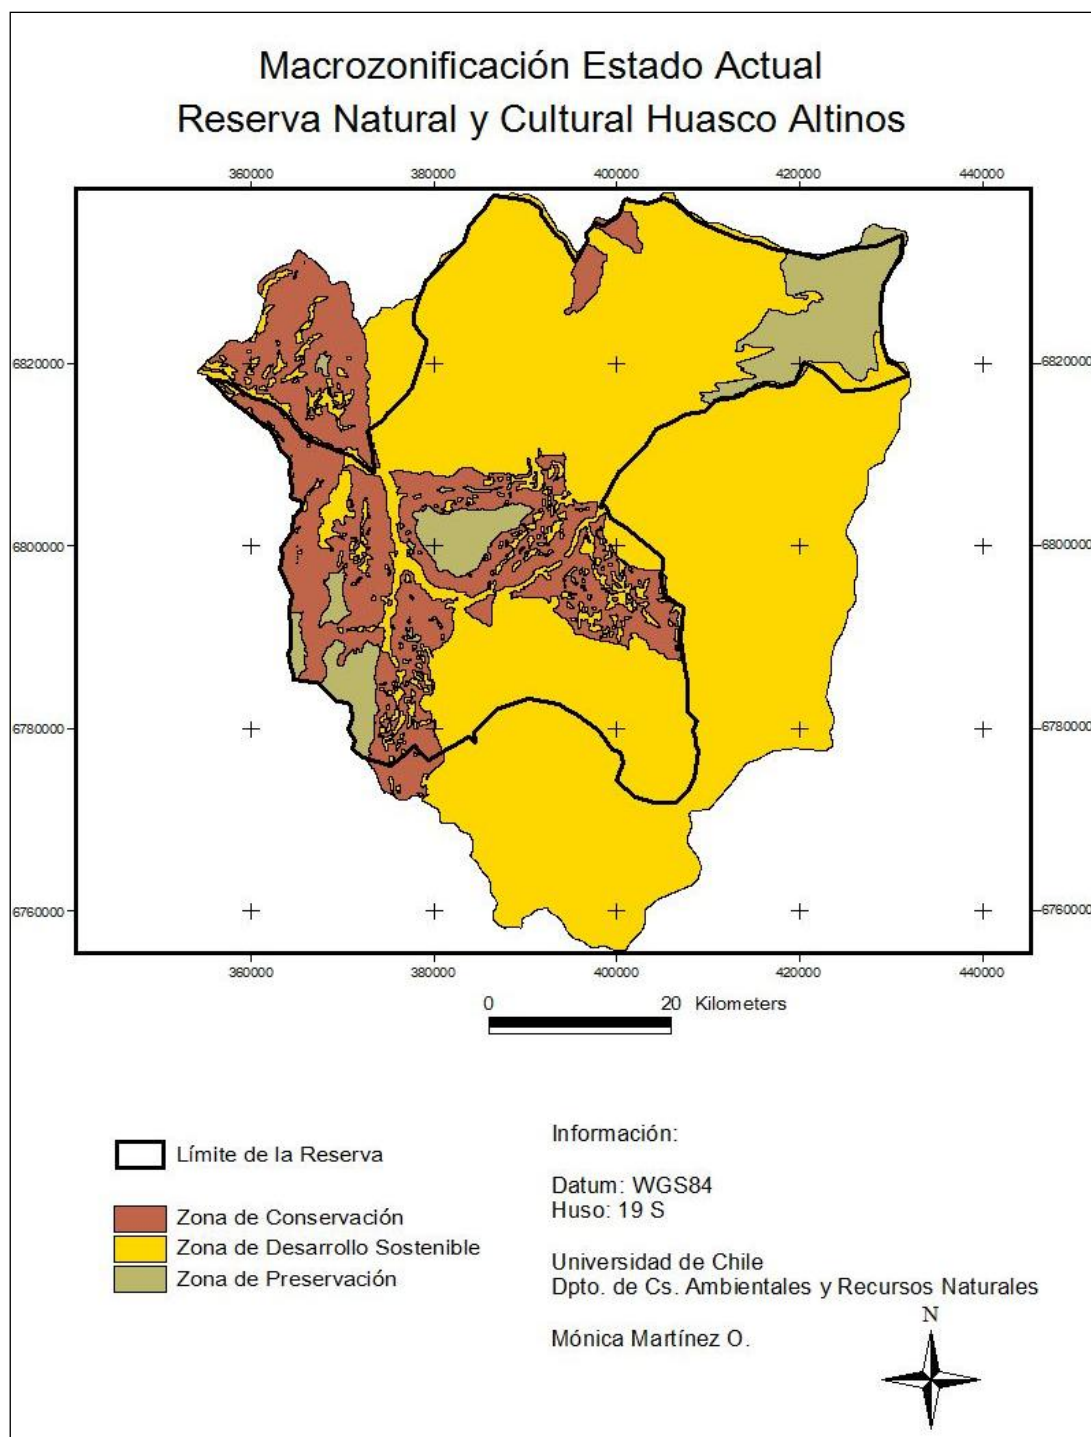 Macrozonificación Estado Actual
Reserva Natural y Cultural Huasco Altinos
360000 380000 400000 420000 440000
6820000 6820000
6800000 6800000
6780000 6780000
6760000 6760000
360000 380000 400000 420000 440000
0 20 Kilometers
Límite de la Reserva
Zona de Conservación
Zona de Desarrollo Sostenible
Zona de Preservación
Información:
Datum: WGS84
Huso: 19 S
Universidad de Chile
Dpto. de Cs. Ambientales y Recursos Naturales
Mónica Martínez O.
N